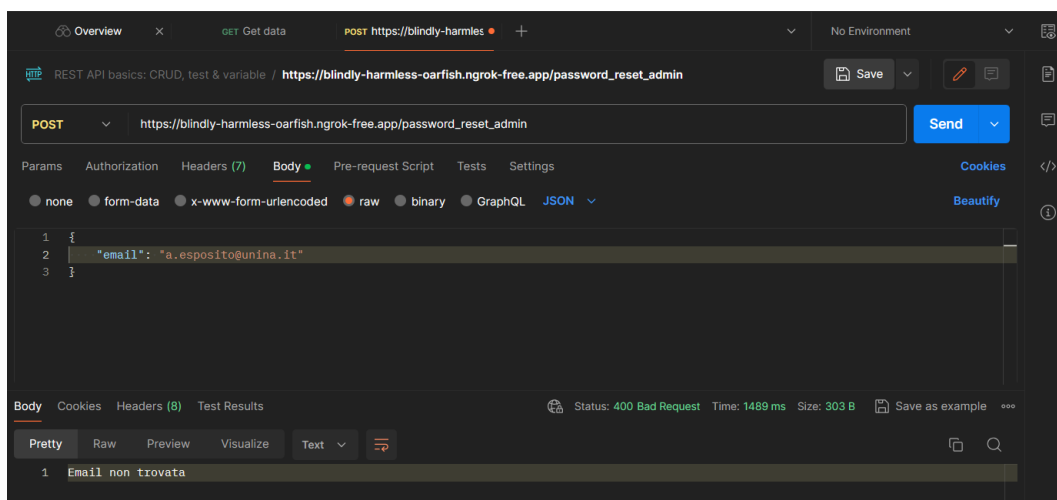 Overview
GET Get data
POST https://blindly-harmles
No Environment
HTTP REST API basics: CRUD, test & variable / https://blindly-harmless-oarfish.ngrok-free.app/password_reset_admin
Save
POST https://blindly-harmless-oarfish.ngrok-free.app/password_reset_admin
Send
Params Authorization Headers (7) Body Pre-request Script Tests Settings Cookies
none form-data x-www-form-urlencoded raw binary GraphQL JSON Beautify
1 {
2 "email": "a.esposito@unina.it"
3 }
Body Cookies Headers (8) Test Results Status: 400 Bad Request Time: 1489 ms Size: 303 B Save as example
Pretty Raw Preview Visualize Text
1 Email non trovata